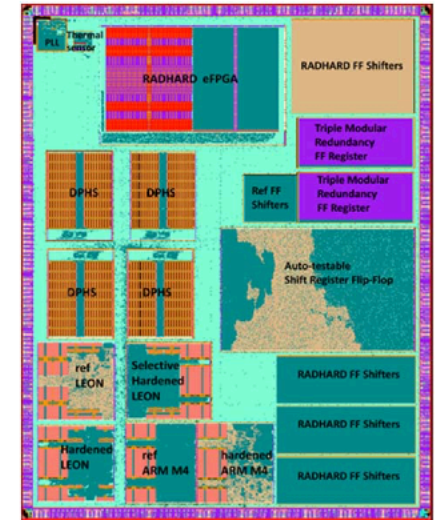 PLL
Thermal
sensor
RADHARD eFPGA
RADHARD FF Shifters
Triple Modular
Redundancy
FF Register
Triple Modular
Redundancy
FF Register
Ref FF
Shifters
DPHS
DPHS
DPHS
DPHS
Auto-testable
Shift Register Flip-Flop
ref
LEON
Selective
Hardened
LEON
RADHARD FF Shifters
Hardened
LEON
ref
ARM M4
hardened
ARM M4
RADHARD FF Shifters
RADHARD FF Shifters